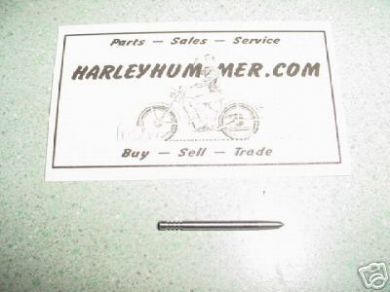 Parts — Sales — Service
HARLEYHUMMER.COM
Buy — Sell — Trade